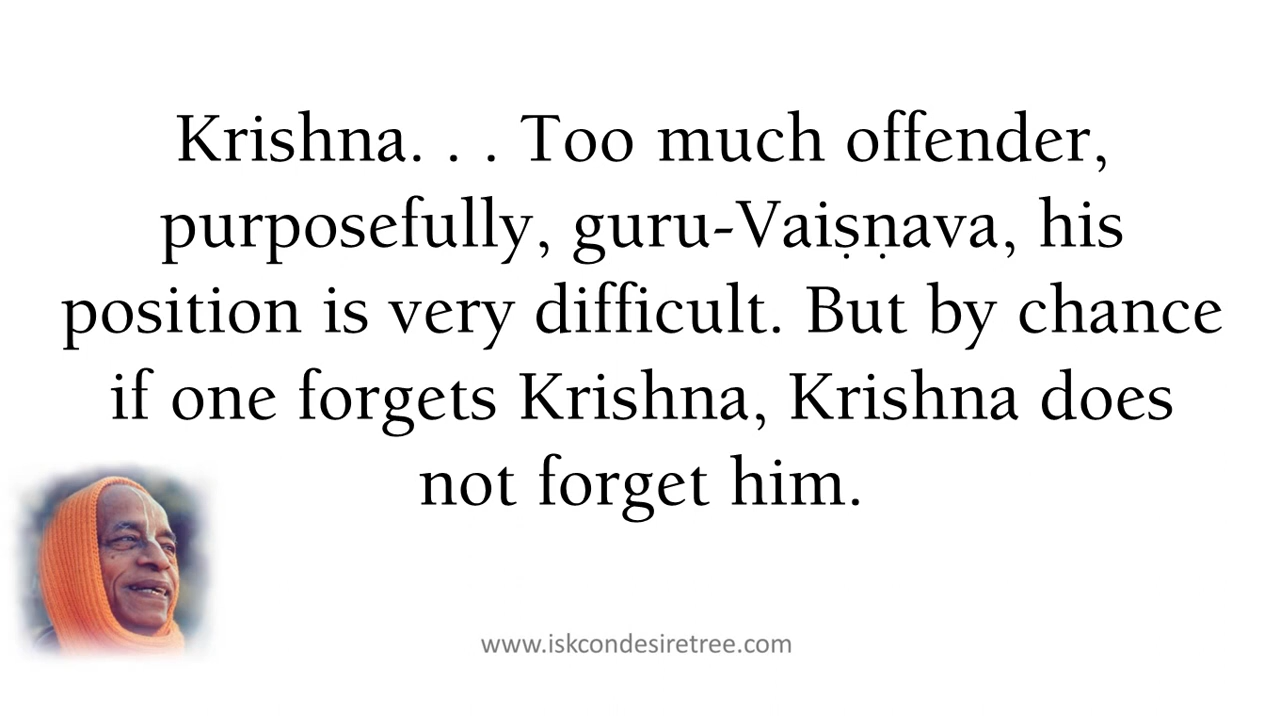 Krishna. . . Too much offender,
purposefully, guru-Vaiṣṇava, his
position is very difficult. But by chance
if one forgets Krishna, Krishna does
not forget him.
www.iskcondesiretree.com